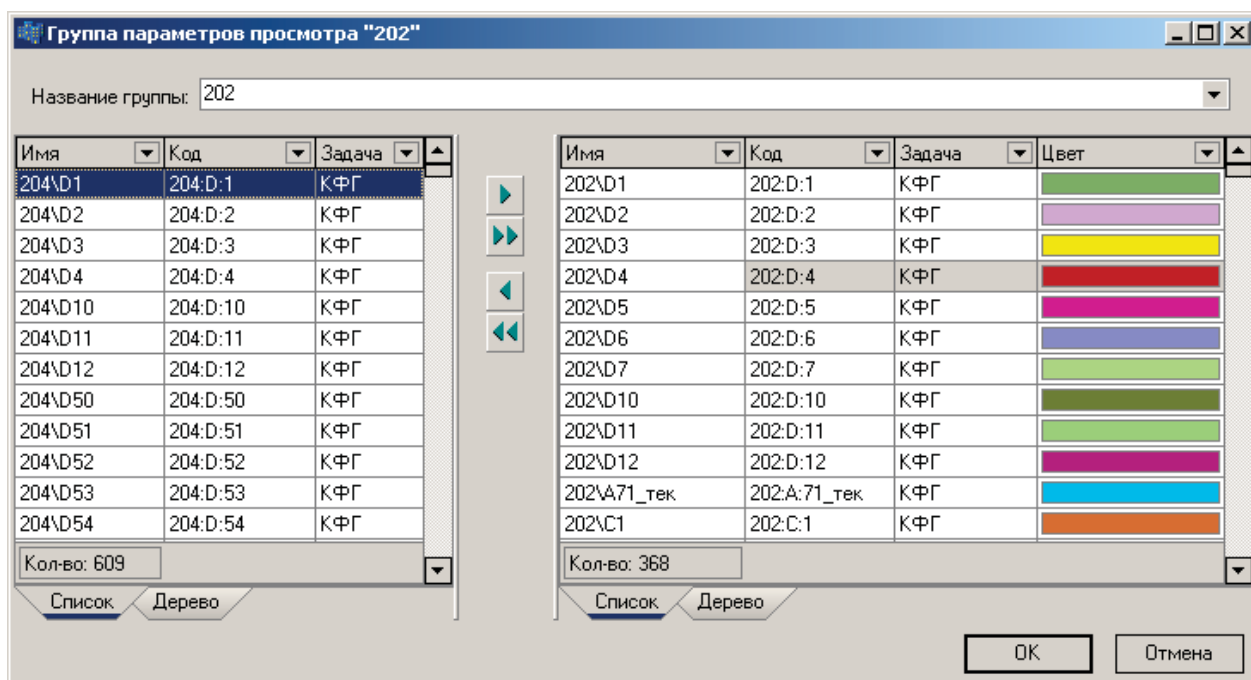 Группа параметров просмотра "202"
Название группы: 202
Имя Код Задача Имя Код Задача Цвет
204\D1 204:D:1 КФГ 202\D1 202:D:1 КФГ
204\D2 204:D:2 КФГ 202\D2 202:D:2 КФГ
204\D3 204:D:3 КФГ 202\D3 202:D:3 КФГ
204\D4 204:D:4 КФГ 202\D4 202:D:4 КФГ
204\D10 204:D:10 КФГ 202\D5 202:D:5 КФГ
204\D11 204:D:11 КФГ 202\D6 202:D:6 КФГ
204\D12 204:D:12 КФГ 202\D7 202:D:7 КФГ
204\D50 204:D:50 КФГ 202\D10 202:D:10 КФГ
204\D51 204:D:51 КФГ 202\D11 202:D:11 КФГ
204\D52 204:D:52 КФГ 202\D12 202:D:12 КФГ
204\D53 204:D:53 КФГ 202\A71_тек 202:A:71_тек КФГ
204\D54 204:D:54 КФГ 202\C1 202:C:1 КФГ
Кол-во: 609 Кол-во: 368
Список Дерево Список Дерево
OK Отмена